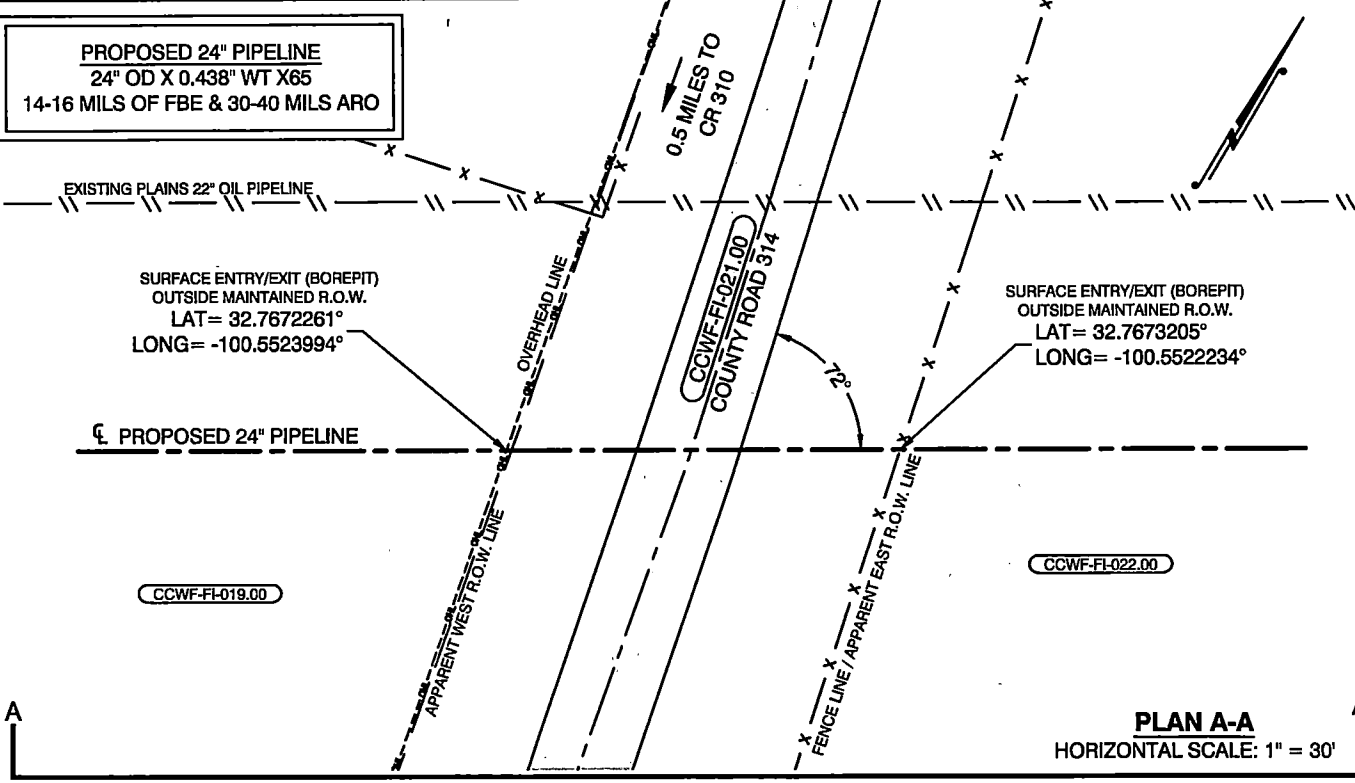 PROPOSED 24" PIPELINE
24" OD X 0.438" WT X65
14-16 MILS OF FBE & 30-40 MILS ARO
0.5 MILES TO
CR 310
N
EXISTING PLAINS 22" OIL PIPELINE
SURFACE ENTRY/EXIT (BOREPIT)
OUTSIDE MAINTAINED R.O.W.
LAT= 32.7672261°
LONG= -100.5523994°
OVERHEAD LINE
CCWF-FI-021.00
COUNTY ROAD 314
SURFACE ENTRY/EXIT (BOREPIT)
OUTSIDE MAINTAINED R.O.W.
LAT= 32.7673205°
LONG= -100.5522234°
72°
℄ PROPOSED 24" PIPELINE
APPARENT WEST R.O.W. LINE
FENCE LINE / APPARENT EAST R.O.W. LINE
CCWF-FI-019.00
CCWF-FI-022.00
A
PLAN A-A
HORIZONTAL SCALE: 1" = 30'